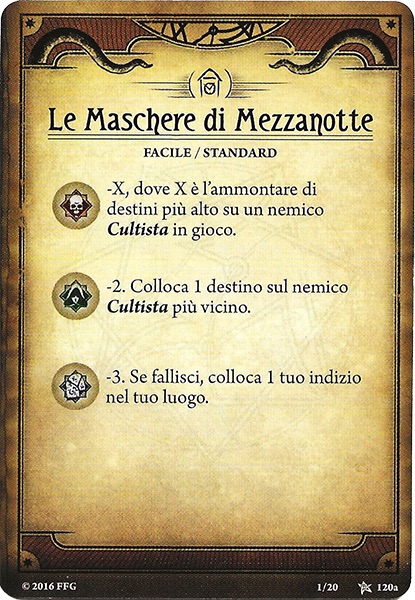 Le Maschere di Mezzanotte
FACILE / STANDARD
-X, dove X è l'ammontare di
destini più alto su un nemico
Cultista in gioco.
-2. Colloca 1 destino sul nemico
Cultista più vicino.
-3. Se fallisci, colloca 1 tuo indizio
nel tuo luogo.
© 2016 FFG
1/20
120a